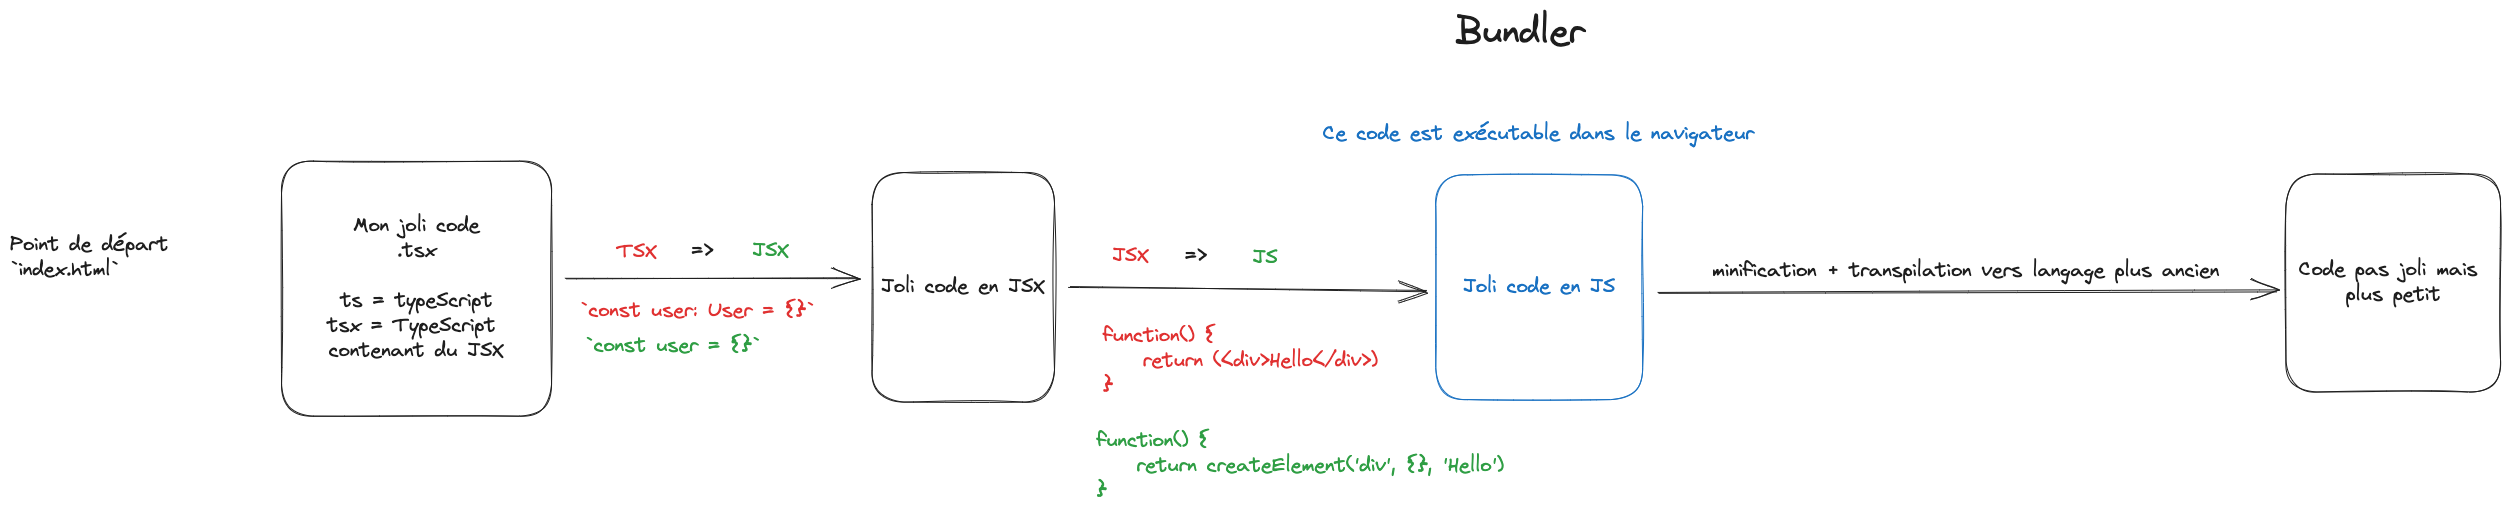 Bundler
Ce code est exécutable dans le navigateur
Point de départ
`index.html`
Mon joli code
.tsx
ts = typeScript
tsx = TypeScript
contenant du JSX
TSX => JSX
`const user: User = {}`
`const user = {}`
Joli code en JSX
JSX => JS
function() {
return (<div>Hello</div>)
}
function() {
return createElement('div', {}, 'Hello')
}
Joli code en JS
minification + transpilation vers langage plus ancien
Code pas joli mais
plus petit